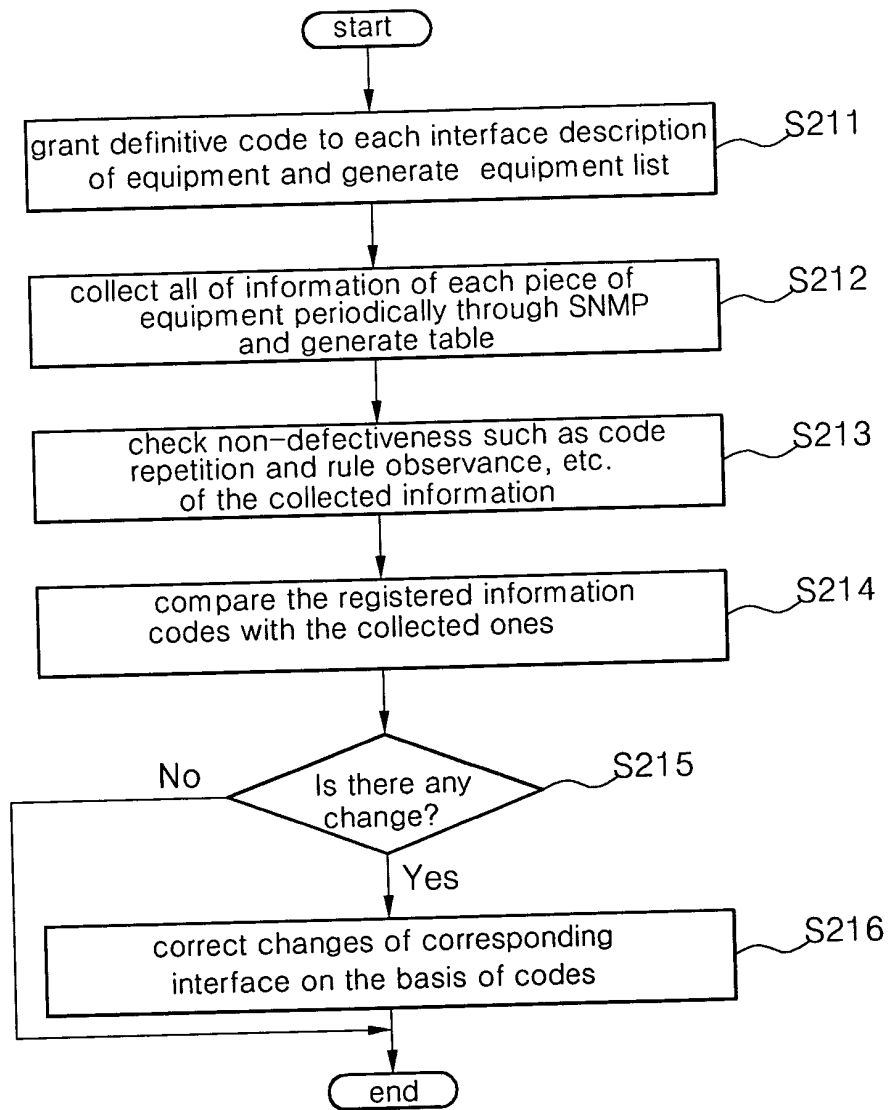 start
grant definitive code to each interface description
of equipment and generate equipment list
S211
collect all of information of each piece of
equipment periodically through SNMP
and generate table
S212
check non-defectiveness such as code
repetition and rule observance, etc.
of the collected information
S213
compare the registered information
codes with the collected ones
S214
Is there any
change?
S215
No
Yes
correct changes of corresponding
interface on the basis of codes
S216
end